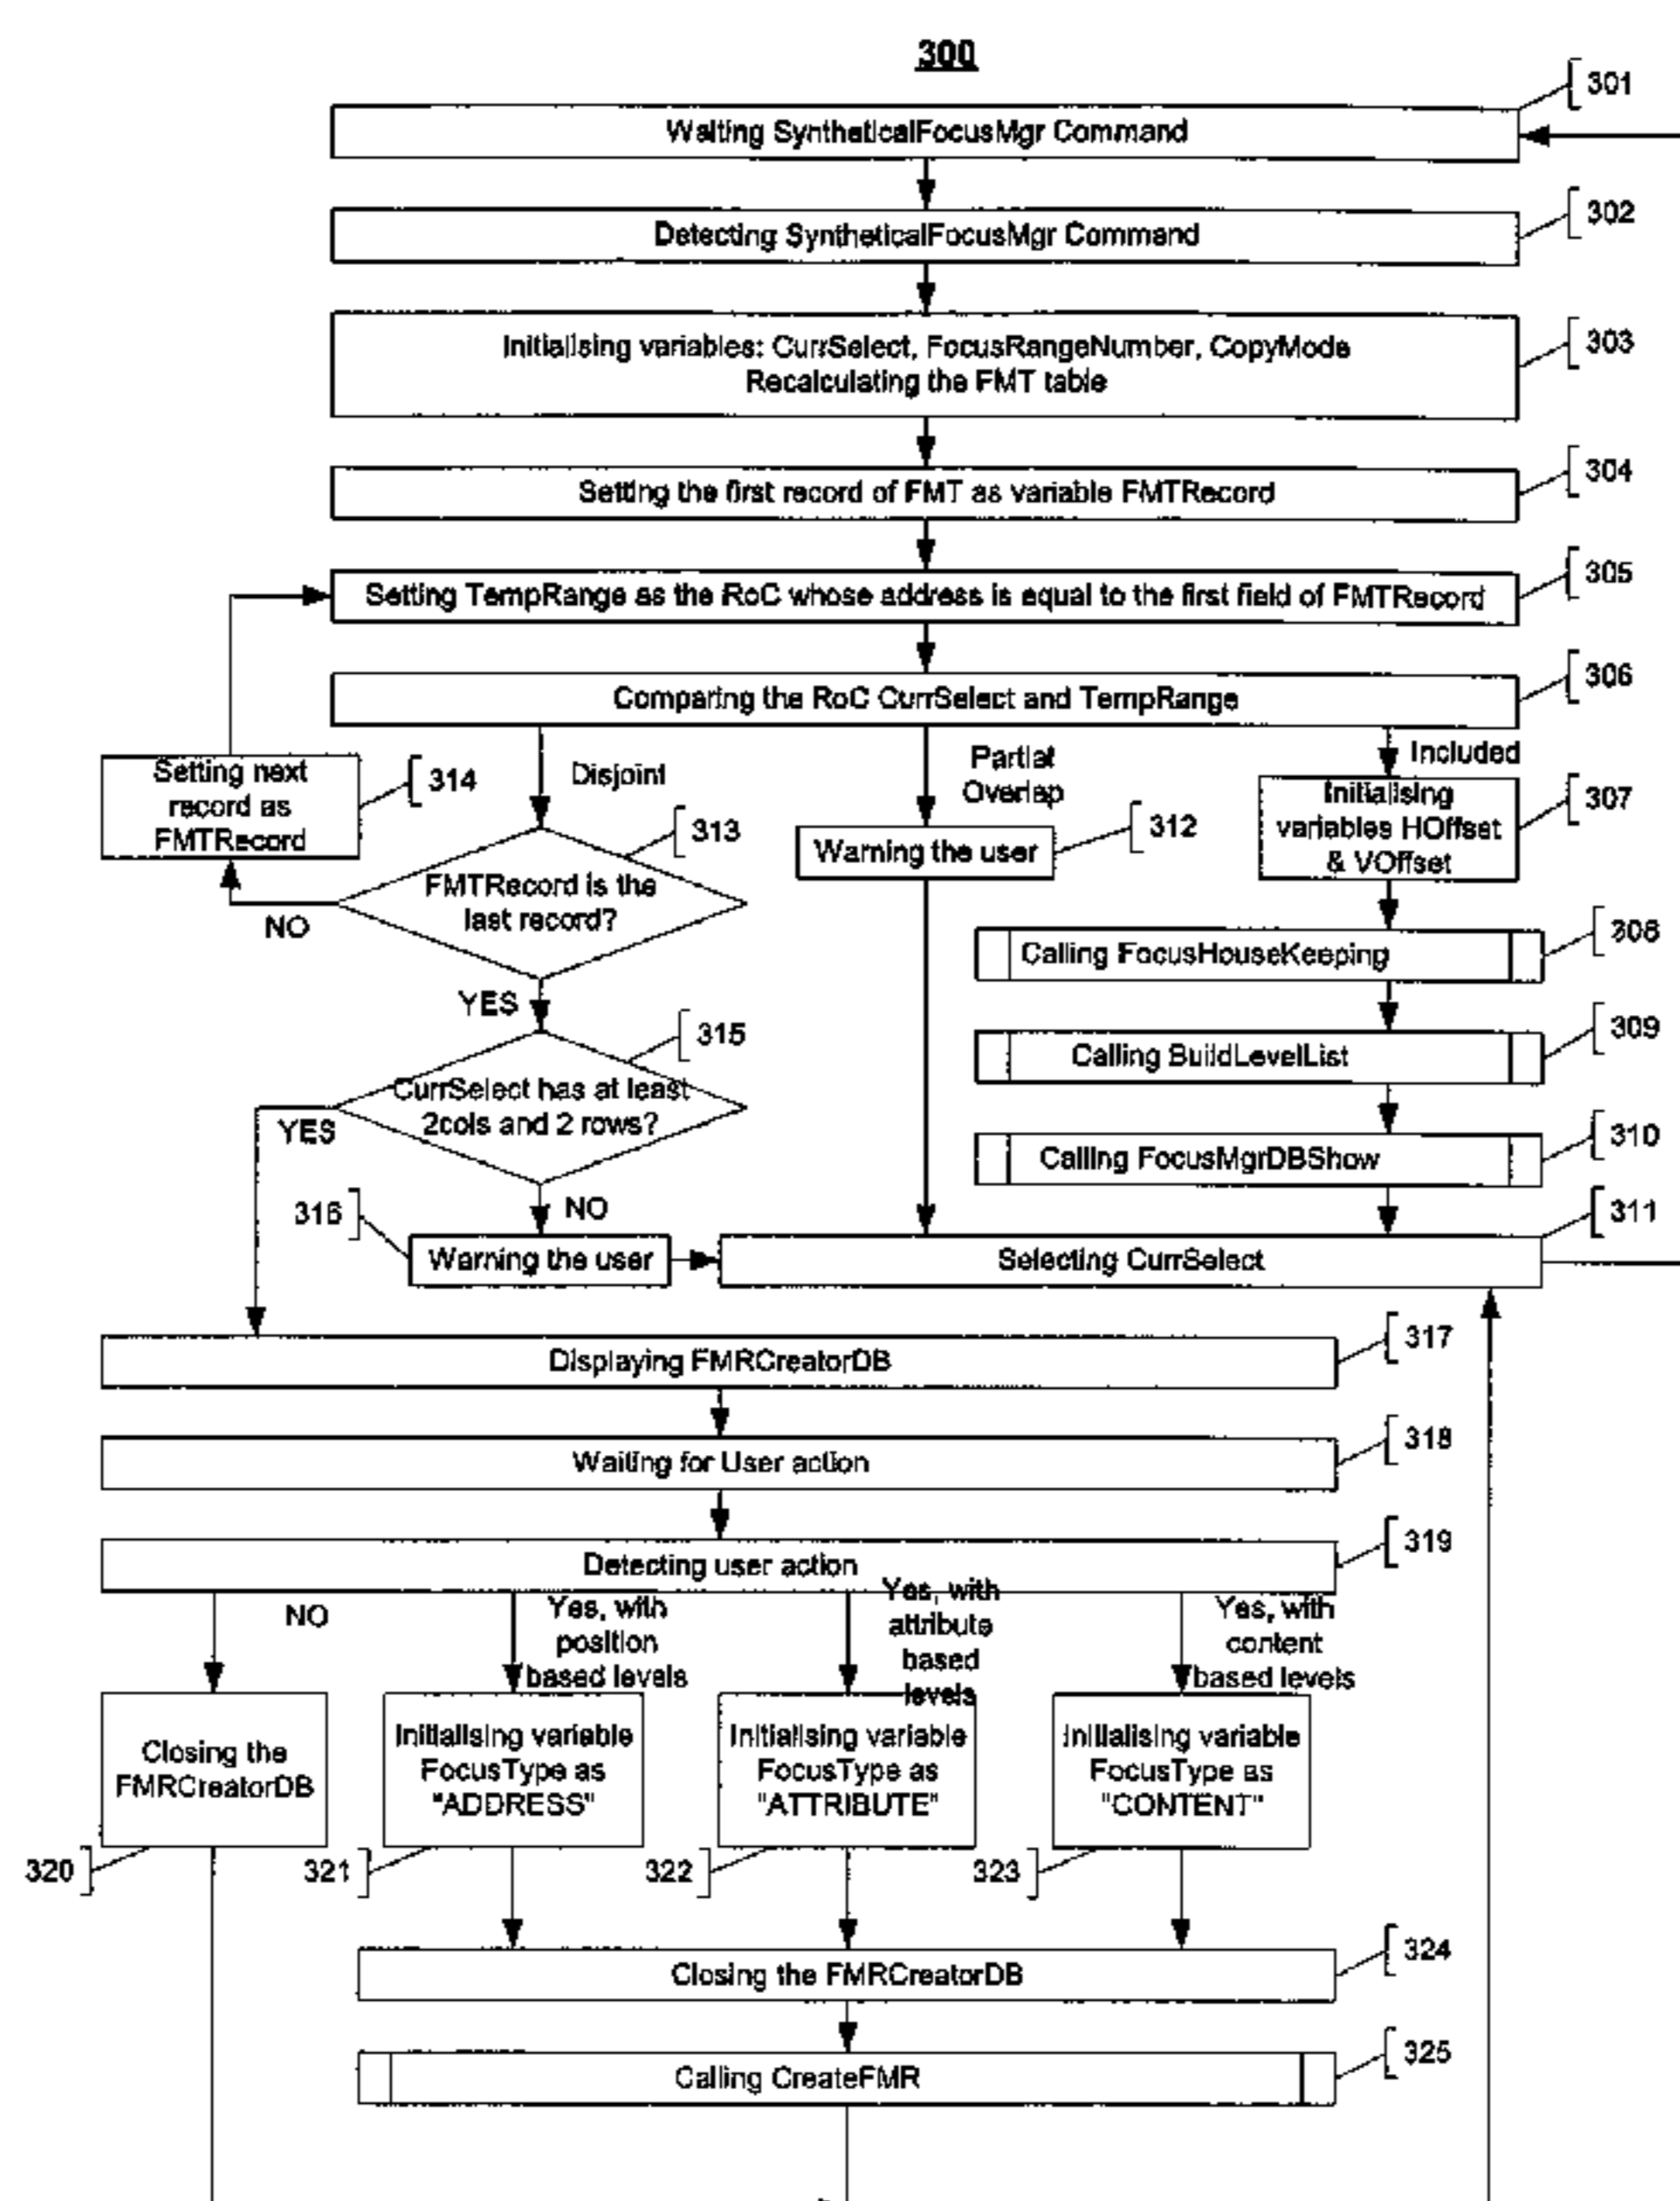 300
301
Waiting SyntheticalFocusMgr Command
302
Detecting SyntheticalFocusMgr Command
303
Initialising variables: CurrSelect, FocusRangeNumber, CopyMode
Recalculating the FMT table
304
Setting the first record of FMT as variable FMTRecord
305
Setting TempRange as the RoC whose address is equal to the first field of FMTRecord
306
Comparing the RoC CurrSelect and TempRange
Setting next
record as
FMTRecord
314
Disjoint
Partial
Overlap
Included
313
312
Initialising
variables HOffset
& VOffset
307
Warning the user
FMTRecord is the
last record?
NO
YES
Calling FocusHouseKeeping
308
315
Calling BuildLevelList
309
CurrSelect has at least
2cols and 2 rows?
YES
NO
Calling FocusMgrDBShow
310
316
Warning the user
Selecting CurrSelect
311
Displaying FMRCreatorDB
317
Waiting for User action
318
Detecting user action
319
NO
Yes, with
position
based levels
Yes, with
attribute
based
levels
Yes, with
content
based levels
Closing the
FMRCreatorDB
Initialising variable
FocusType as
"ADDRESS"
Initialising variable
FocusType as
"ATTRIBUTE"
Initialising variable
FocusType as
"CONTENT"
320
321
322
323
Closing the FMRCreatorDB
324
Calling CreateFMR
325